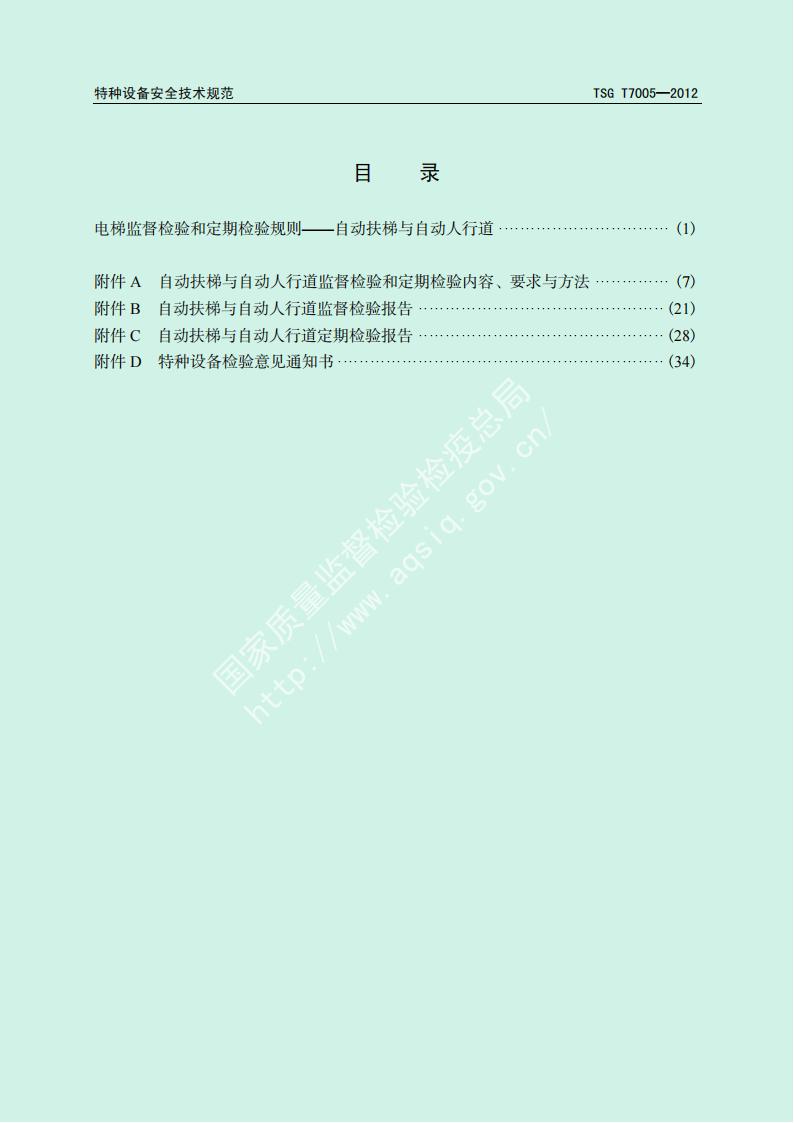 特种设备安全技术规范 TSG T7005—2012
目 录
电梯监督检验和定期检验规则——自动扶梯与自动人行道 ······························ (1)
附件 A 自动扶梯与自动人行道监督检验和定期检验内容、要求与方法 ············· (7)
附件 B 自动扶梯与自动人行道监督检验报告 ············································ (21)
附件 C 自动扶梯与自动人行道定期检验报告 ············································ (28)
附件 D 特种设备检验意见通知书 ·························································· (34)
国家质量监督检验检疫总局
http://www.aqsiq.gov.cn/